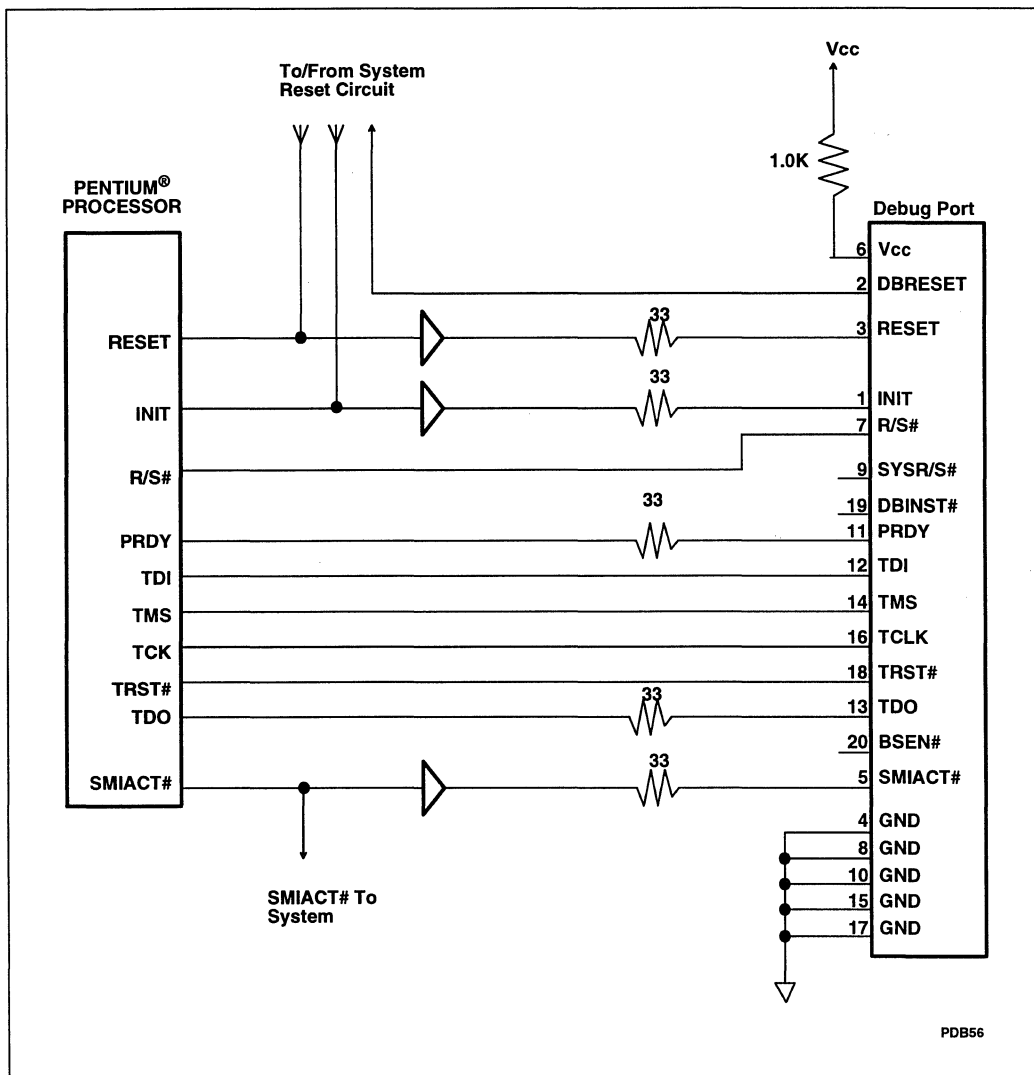 Vcc
To/From System
Reset Circuit
1.0K
PENTIUM®
PROCESSOR
Debug Port
6 Vcc
2 DBRESET
33
RESET
3 RESET
33
INIT
1 INIT
7 R/S#
R/S#
9 SYSR/S#
33
19 DBINST#
PRDY
11 PRDY
TDI
12 TDI
TMS
14 TMS
TCK
16 TCLK
TRST#
18 TRST#
33
TDO
13 TDO
20 BSEN#
33
SMIACT#
5 SMIACT#
4 GND
8 GND
10 GND
15 GND
17 GND
SMIACT# To
System
PDB56